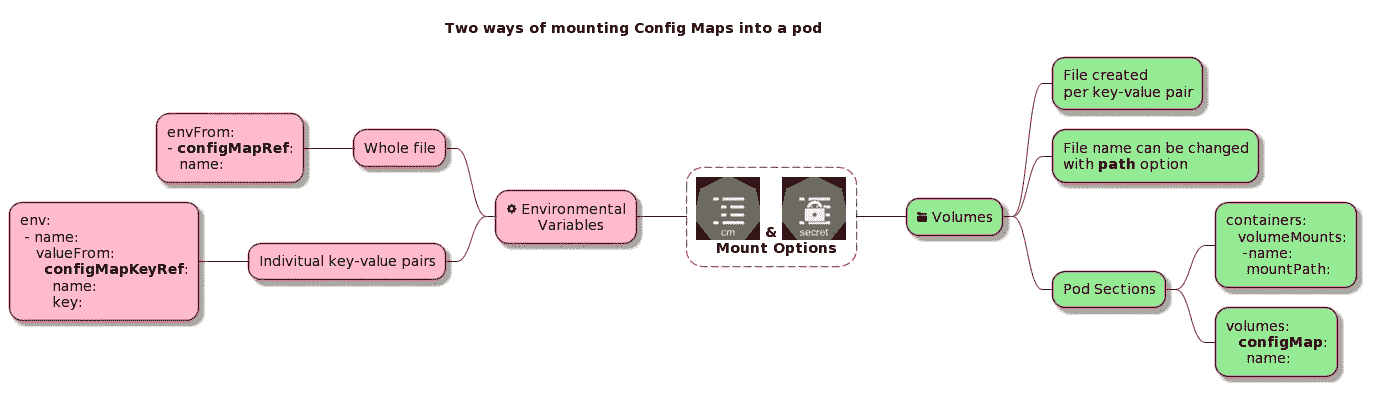 Two ways of mounting Config Maps into a pod
envFrom:
- configMapRef:
name:
Whole file
env:
- name:
valueFrom:
configMapKeyRef:
name:
key:
Indivitual key-value pairs
Environmental
Variables
cm
&
secret
Mount Options
Volumes
File created
per key-value pair
File name can be changed
with path option
Pod Sections
containers:
volumeMounts:
-name:
mountPath:
volumes:
configMap:
name: